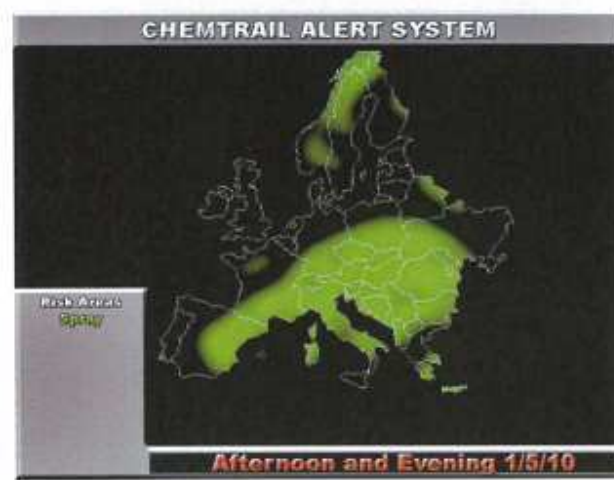 CHEMTRAIL ALERT SYSTEM
Risk Areas
Spray
Afternoon and Evening 1/5/10